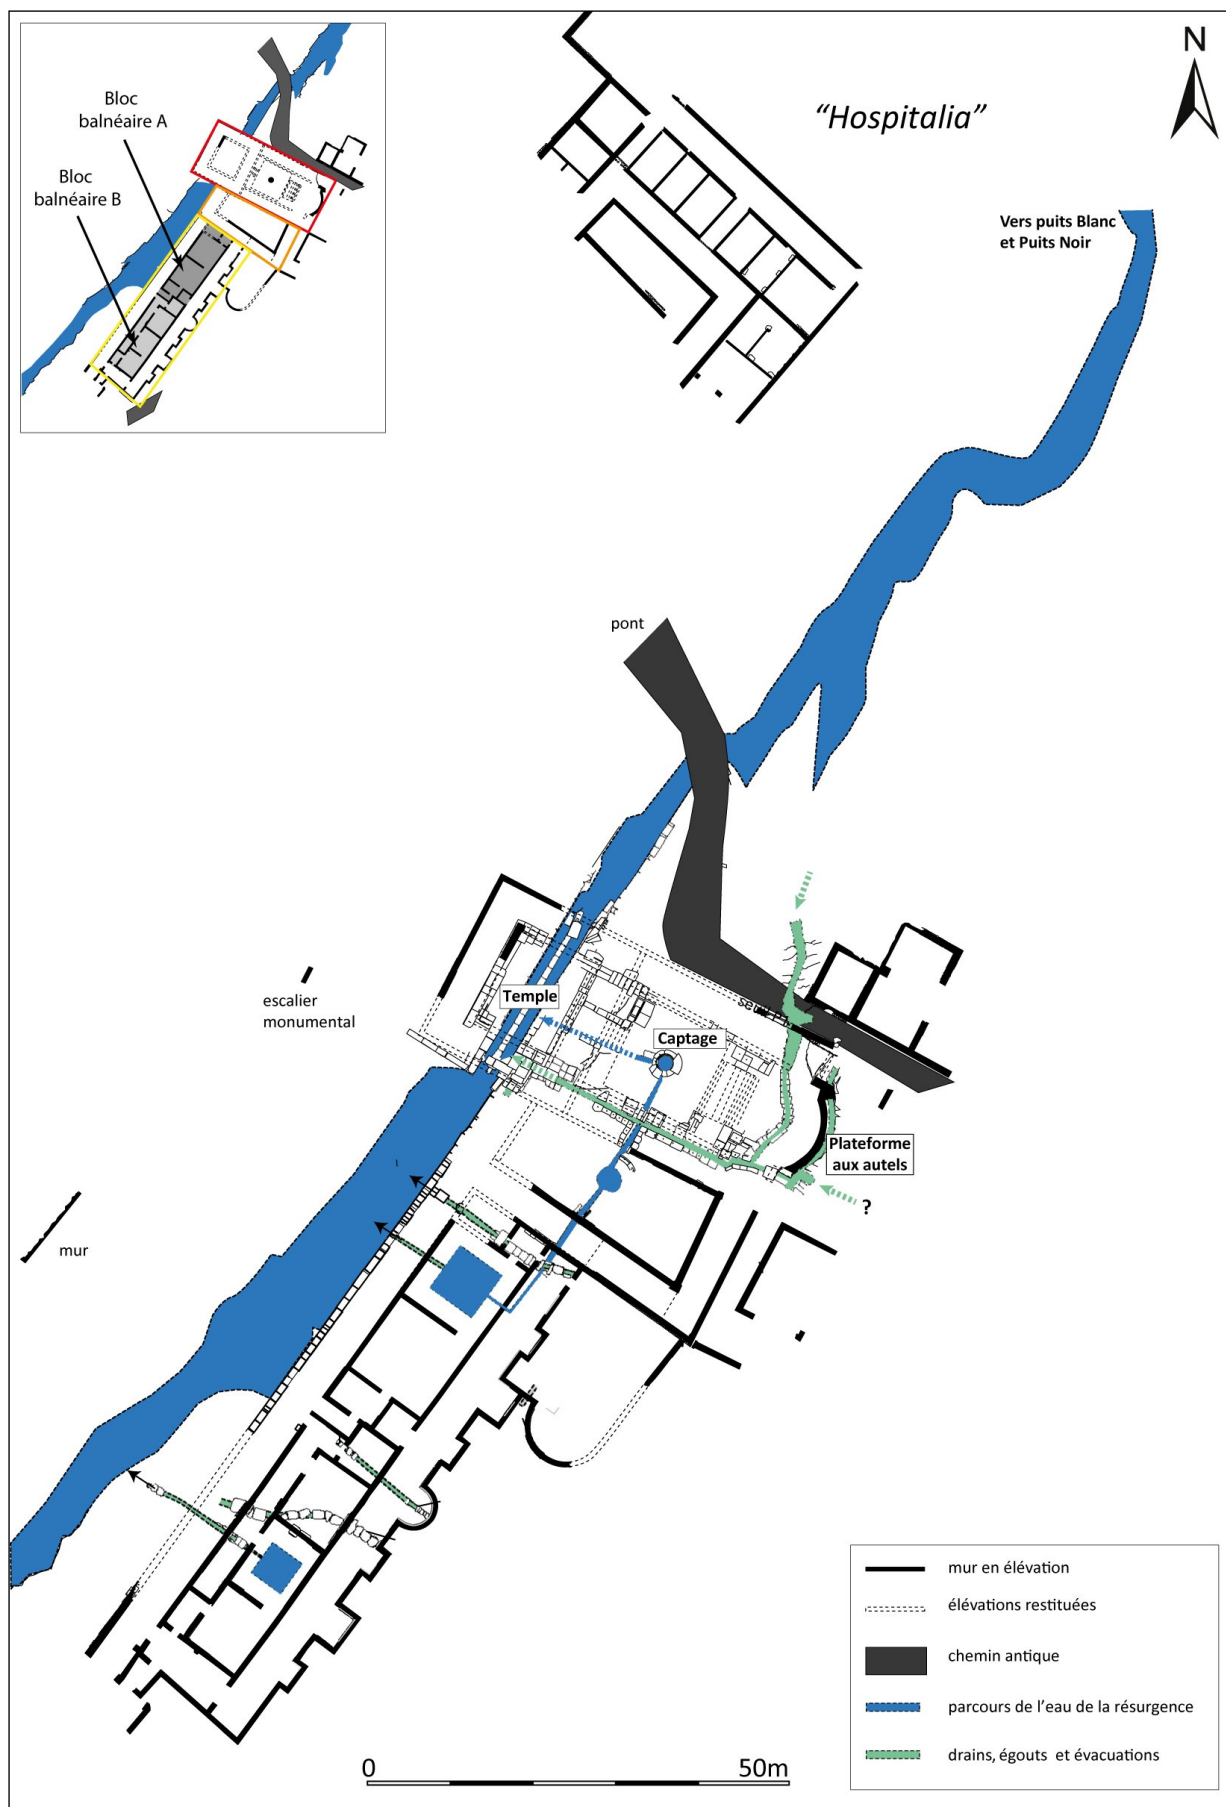 Bloc
balnéaire A
Bloc
balnéaire B
“Hospitalia”
N
Vers puits Blanc
et Puits Noir
pont
Temple
escalier
monumental
seuil
Captage
Plateforme
aux autels
?
mur
mur en élévation
élévations restituées
chemin antique
parcours de l’eau de la résurgence
drains, égouts et évacuations
0
50m